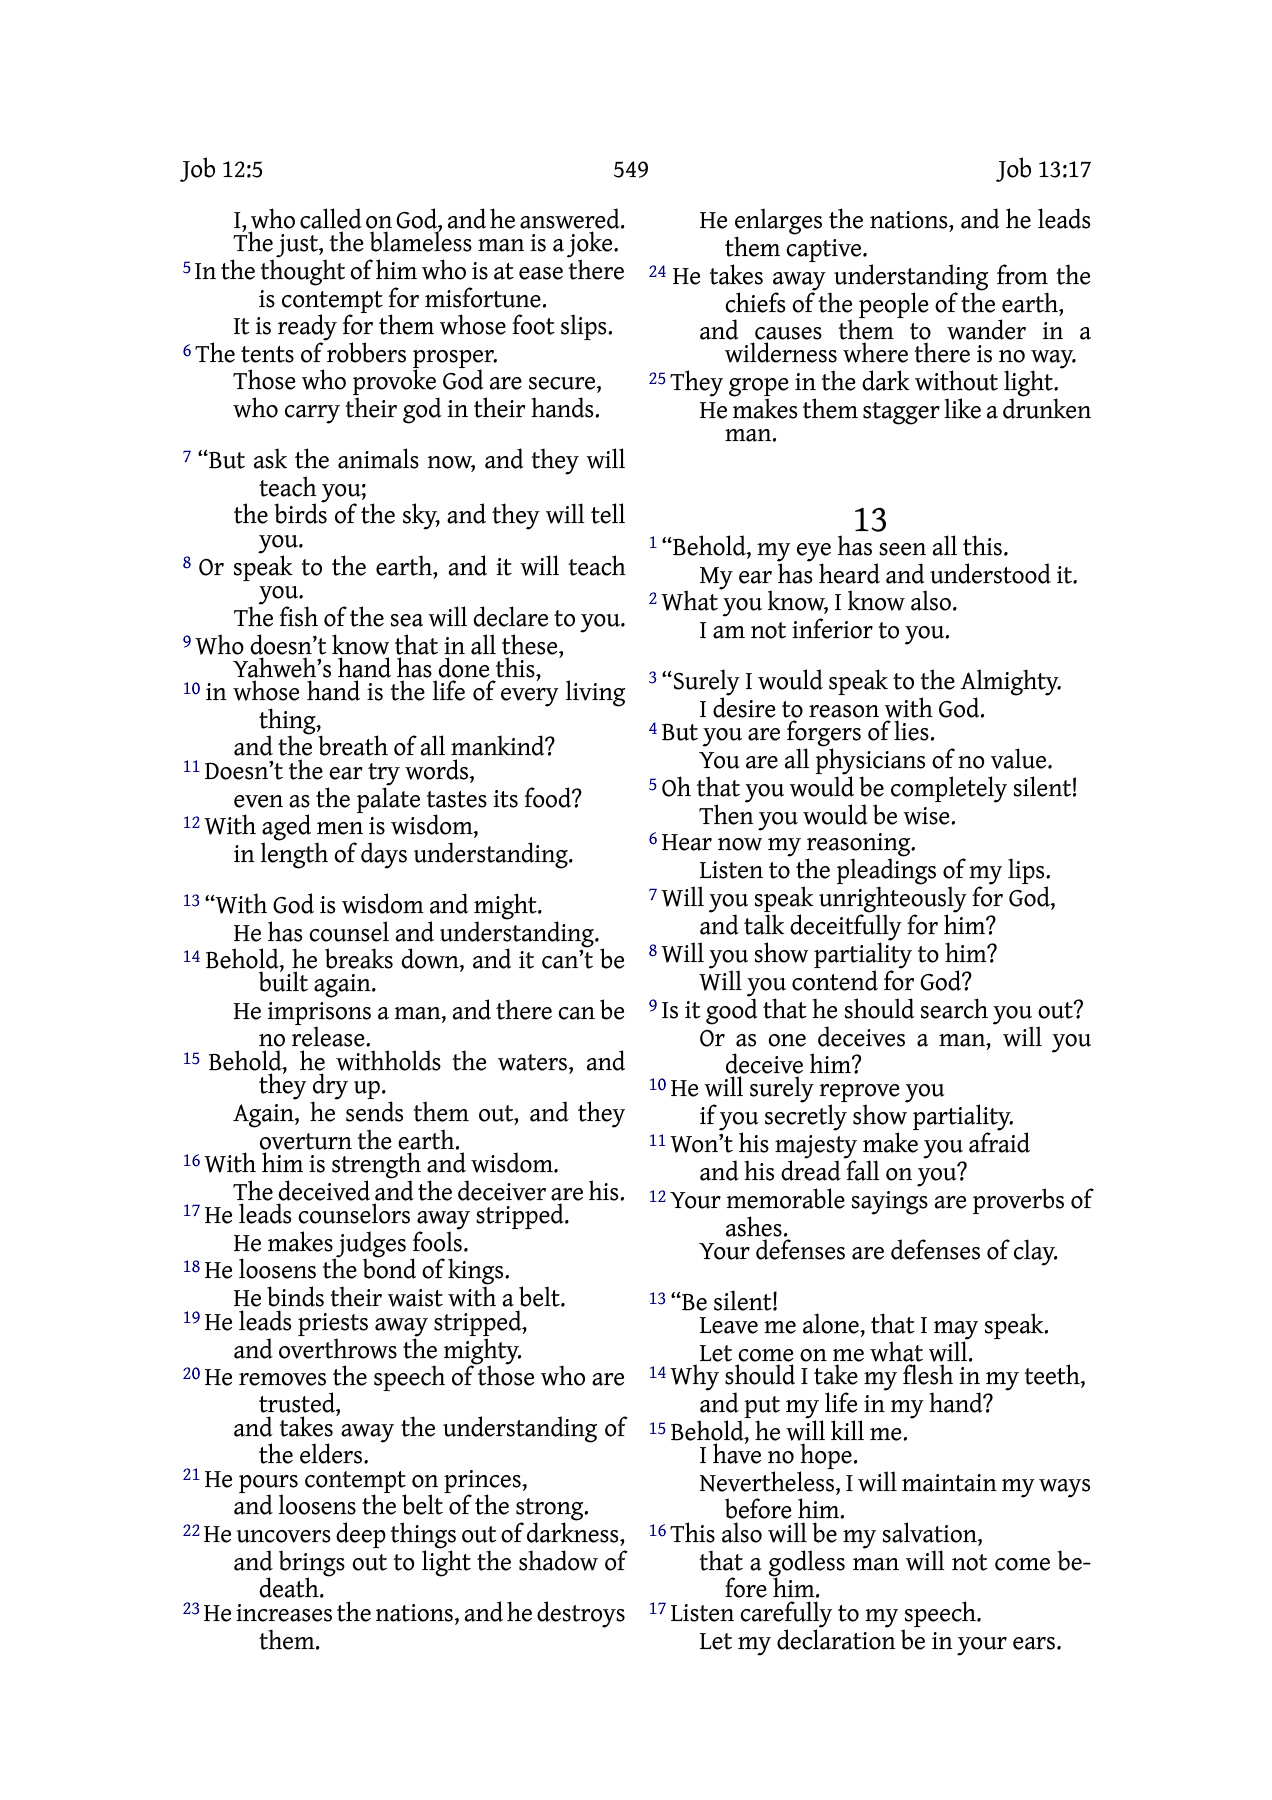 Job 12:5 549 Job 13:17
I, who called on God, and he answered.
The just, the blameless man is a joke.
5 In the thought of him who is at ease there
is contempt for misfortune.
It is ready for them whose foot slips.
6 The tents of robbers prosper.
Those who provoke God are secure,
who carry their god in their hands.
7 “But ask the animals now, and they will
teach you;
the birds of the sky, and they will tell
you.
8 Or speak to the earth, and it will teach
you.
The fish of the sea will declare to you.
9 Who doesn’t know that in all these,
Yahweh’s hand has done this,
10 in whose hand is the life of every living
thing,
and the breath of all mankind?
11 Doesn’t the ear try words,
even as the palate tastes its food?
12 With aged men is wisdom,
in length of days understanding.
13 “With God is wisdom and might.
He has counsel and understanding.
14 Behold, he breaks down, and it can’t be
built again.
He imprisons a man, and there can be
no release.
15 Behold, he withholds the waters, and
they dry up.
Again, he sends them out, and they
overturn the earth.
16 With him is strength and wisdom.
The deceived and the deceiver are his.
17 He leads counselors away stripped.
He makes judges fools.
18 He loosens the bond of kings.
He binds their waist with a belt.
19 He leads priests away stripped,
and overthrows the mighty.
20 He removes the speech of those who are
trusted,
and takes away the understanding of
the elders.
21 He pours contempt on princes,
and loosens the belt of the strong.
22 He uncovers deep things out of darkness,
and brings out to light the shadow of
death.
23 He increases the nations, and he destroys
them.
He enlarges the nations, and he leads
them captive.
24 He takes away understanding from the
chiefs of the people of the earth,
and causes them to wander in a
wilderness where there is no way.
25 They grope in the dark without light.
He makes them stagger like a drunken
man.
13
1 “Behold, my eye has seen all this.
My ear has heard and understood it.
2 What you know, I know also.
I am not inferior to you.
3 “Surely I would speak to the Almighty.
I desire to reason with God.
4 But you are forgers of lies.
You are all physicians of no value.
5 Oh that you would be completely silent!
Then you would be wise.
6 Hear now my reasoning.
Listen to the pleadings of my lips.
7 Will you speak unrighteously for God,
and talk deceitfully for him?
8 Will you show partiality to him?
Will you contend for God?
9 Is it good that he should search you out?
Or as one deceives a man, will you
deceive him?
10 He will surely reprove you
if you secretly show partiality.
11 Won’t his majesty make you afraid
and his dread fall on you?
12 Your memorable sayings are proverbs of
ashes.
Your defenses are defenses of clay.
13 “Be silent!
Leave me alone, that I may speak.
Let come on me what will.
14 Why should I take my flesh in my teeth,
and put my life in my hand?
15 Behold, he will kill me.
I have no hope.
Nevertheless, I will maintain my ways
before him.
16 This also will be my salvation,
that a godless man will not come be-
fore him.
17 Listen carefully to my speech.
Let my declaration be in your ears.